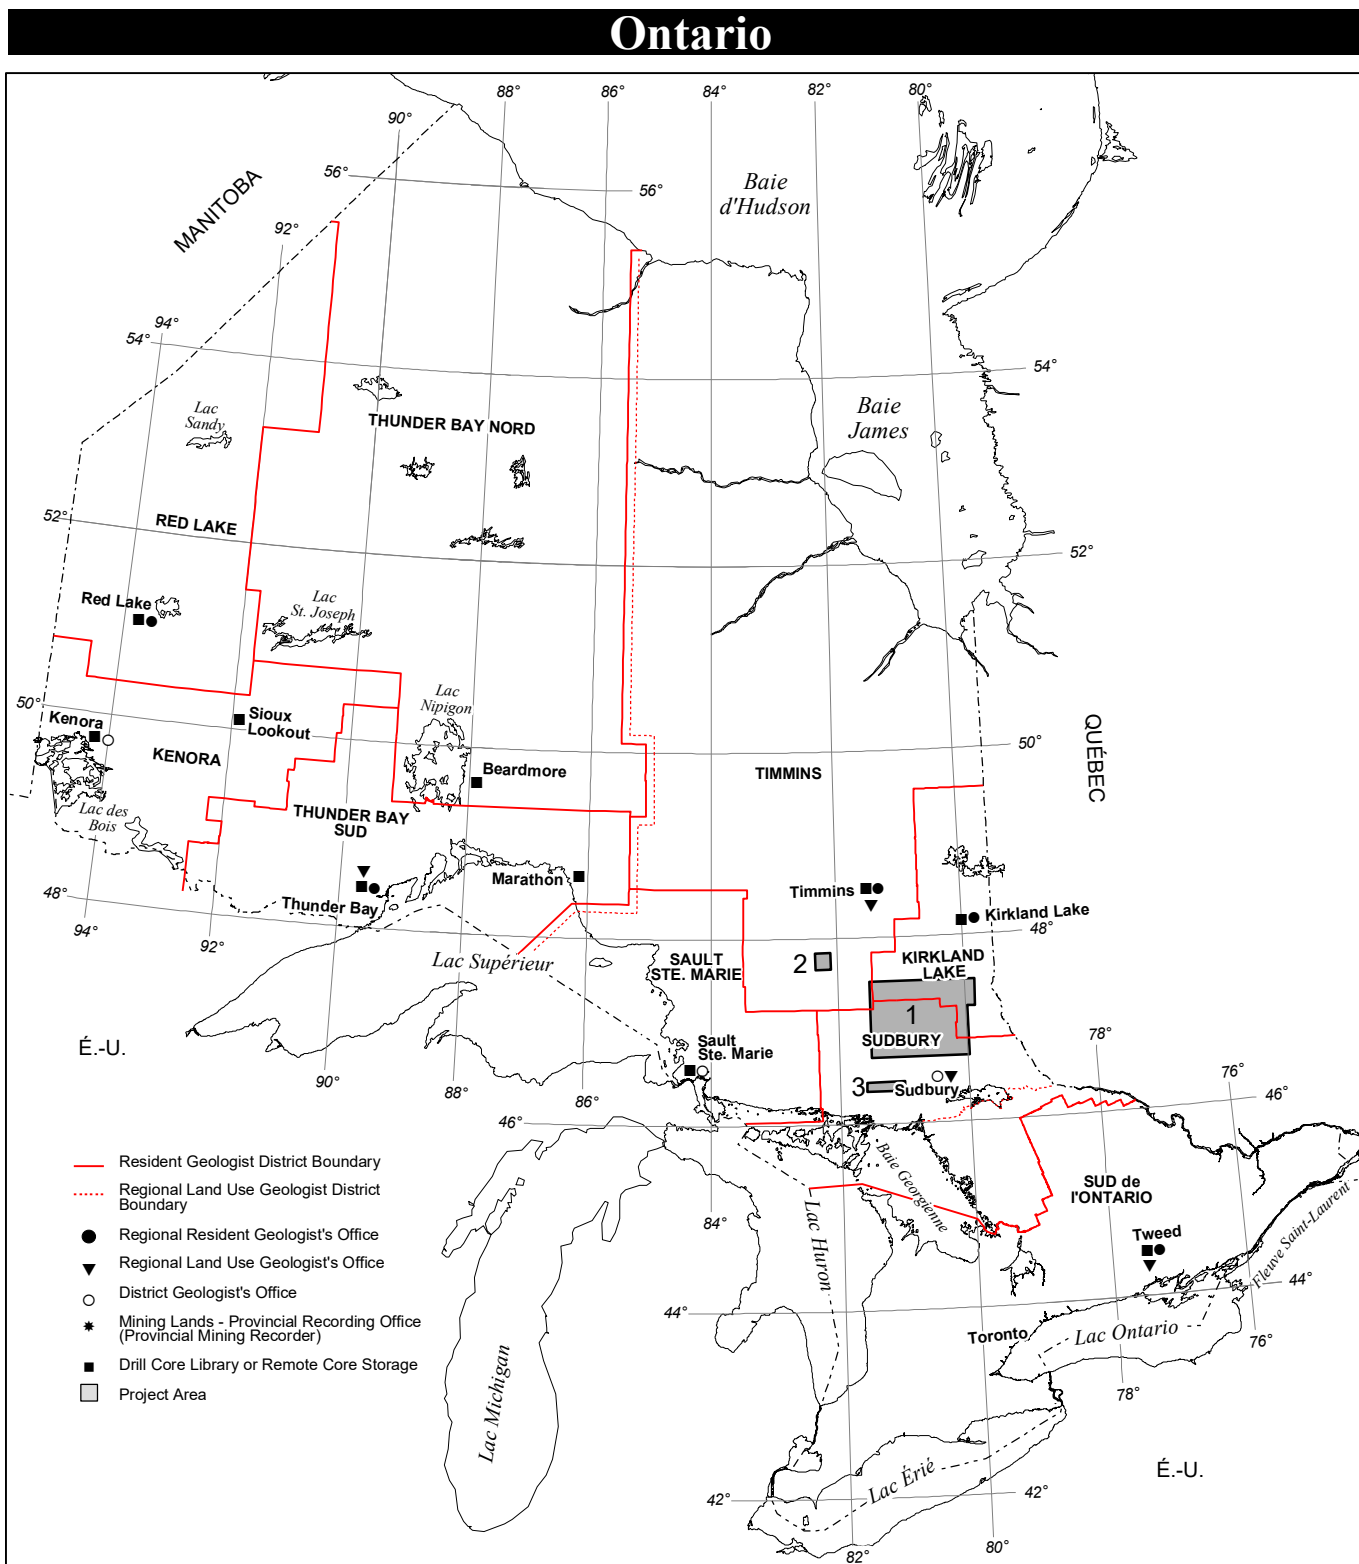 Ontario
88°
86°
84°
82°
80°
90°
56°
56°
MANITOBA
Baie
d'Hudson
92°
94°
54°
54°
Lac
Sandy
THUNDER BAY NORD
Baie
James
52°
RED LAKE
52°
Red Lake
Lac
St. Joseph
50°
Kenora
Sioux
Lookout
Lac
Nipigon
KENORA
Beardmore
TIMMINS
50°
QUÉBEC
Lac des
Bois
THUNDER BAY
SUD
48°
Marathon
Timmins
Thunder Bay
Kirkland Lake
48°
94°
92°
Lac Supérieur
SAULT
STE. MARIE
2
KIRKLAND
LAKE
1
SUDBURY
78°
É.-U.
Sault
Ste. Marie
90°
88°
86°
3
Sudbury
76°
46°
46°
Resident Geologist District Boundary
Regional Land Use Geologist District
Boundary
Regional Resident Geologist's Office
Regional Land Use Geologist's Office
District Geologist's Office
Mining Lands - Provincial Recording Office
(Provincial Mining Recorder)
Drill Core Library or Remote Core Storage
Project Area
84°
Baie Georgienne
Lac Huron
SUD de
l'ONTARIO
Tweed
Fleuve Saint-Laurent
44°
44°
Toronto
Lac Ontario
76°
78°
Lac Michigan
Lac Érié
É.-U.
42°
42°
82°
80°